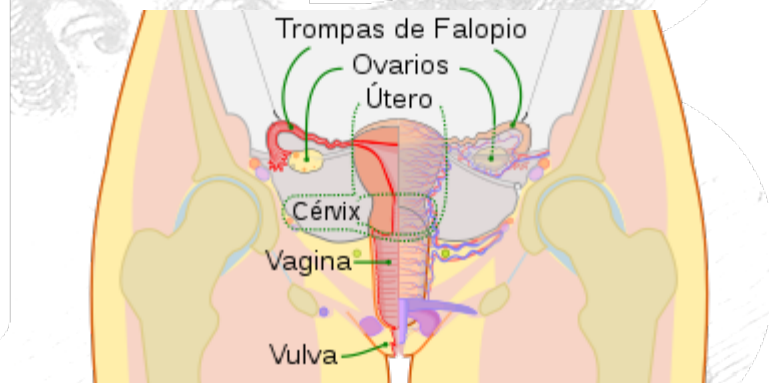 Trompas de Falopio
Ovarios
Útero
Cérvix
Vagina
Vulva